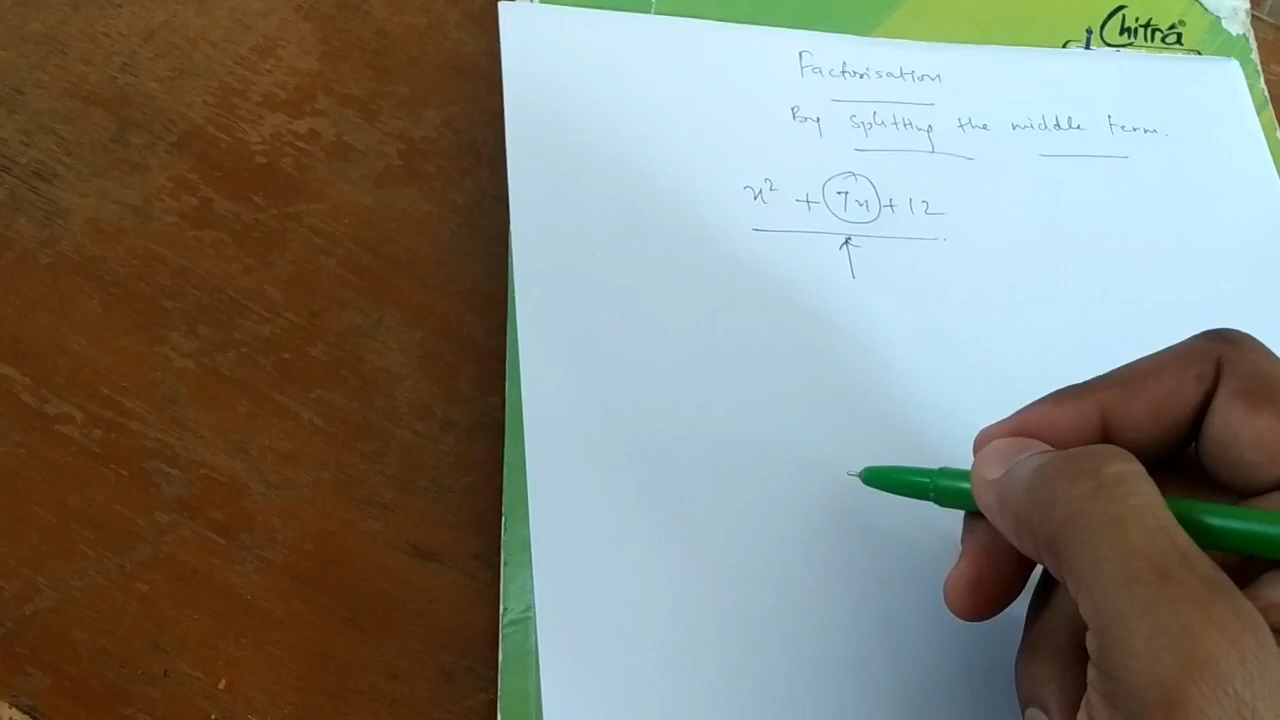 Chitra®
Factorisation
By splitting the middle term.
x² + 7x + 12